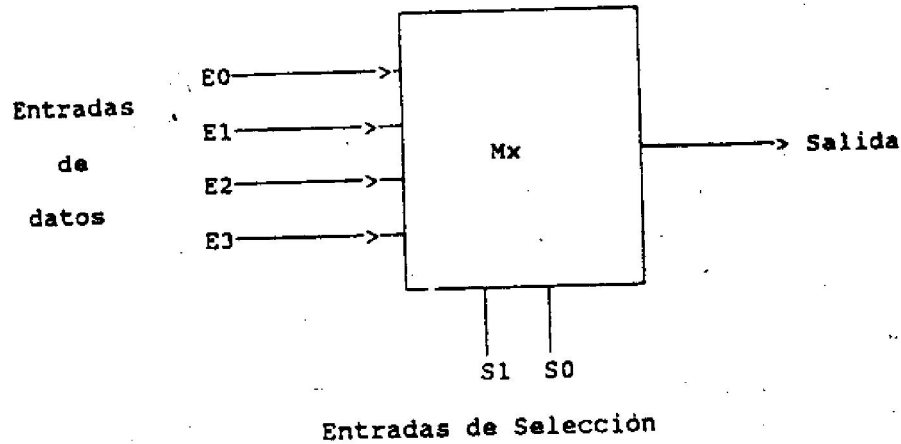 E0
Entradas
E1
de
Mx
Salida
E2
datos
E3
S1 S0
Entradas de Selección